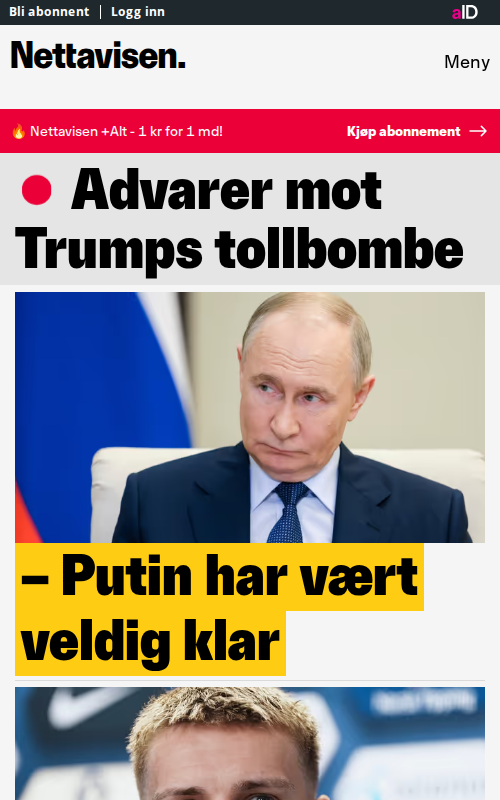 Bli abonnent | Logg inn
aID
Nettavisen.
Meny
🔥 Nettavisen +Alt - 1 kr for 1 md!
Kjøp abonnement →
Advarer mot
Trumps tollbombe
– Putin har vært
veldig klar